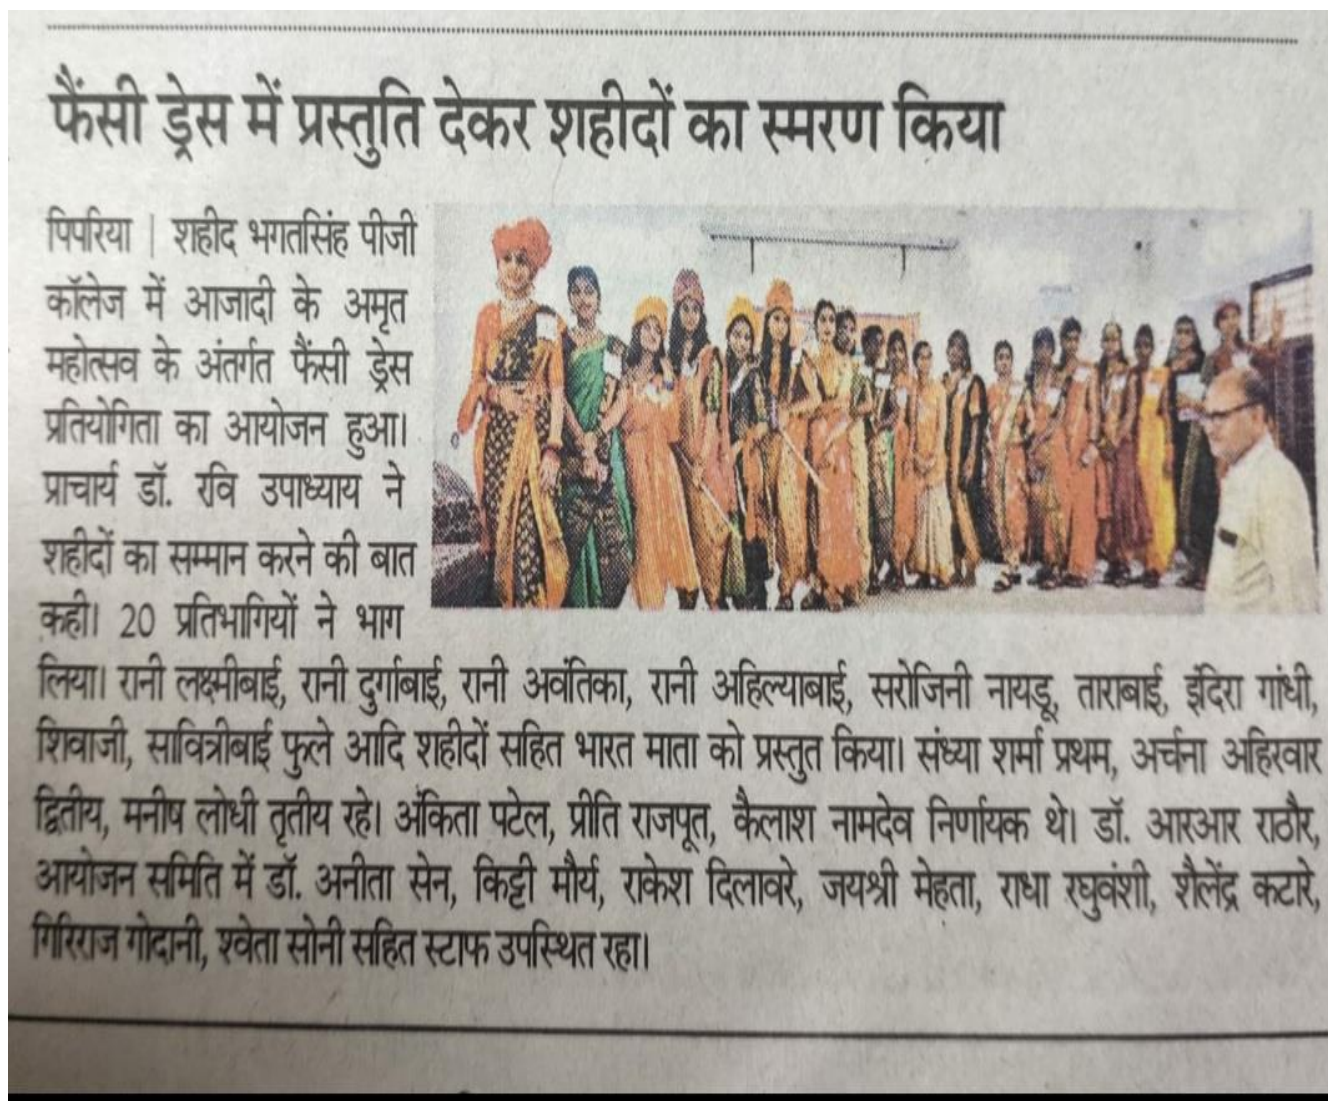 फैंसी ड्रेस में प्रस्तुति देकर शहीदों का स्मरण किया
पिपरिया | शहीद भगतसिंह पीजी
कॉलेज में आजादी के अमृत
महोत्सव के अंतर्गत फैंसी ड्रेस
प्रतियोगिता का आयोजन हुआ।
प्राचार्य डॉ. रवि उपाध्याय ने
शहीदों का सम्मान करने की बात
कही। 20 प्रतिभागियों ने भाग
लिया। रानी लक्ष्मीबाई, रानी दुर्गाबाई, रानी अवंतिका, रानी अहिल्याबाई, सरोजिनी नायडू, ताराबाई, इंदिरा गांधी,
शिवाजी, सावित्रीबाई फुले आदि शहीदों सहित भारत माता को प्रस्तुत किया। संध्या शर्मा प्रथम, अर्चना अहिरवार
द्वितीय, मनीष लोधी तृतीय रहे। अंकिता पटेल, प्रीति राजपूत, कैलाश नामदेव निर्णायक थे। डॉ. आरआर राठौर,
आयोजन समिति में डॉ. अनीता सेन, किट्टी मौर्य, राकेश दिलावरे, जयश्री मेहता, राधा रघुवंशी, शैलेंद्र कटारे,
गिरिराज गोदानी, श्वेता सोनी सहित स्टाफ उपस्थित रहा।